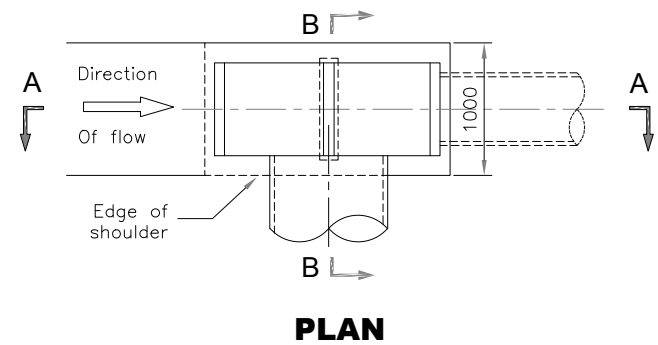 B
A
Direction
Of flow
1000
A
Edge of
shoulder
B
PLAN